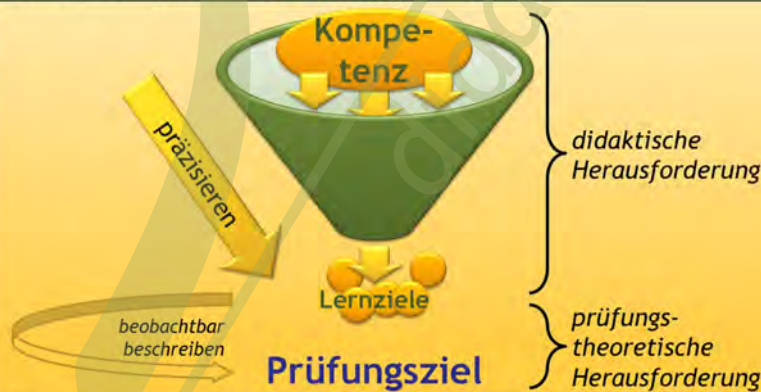 Kompe-
tenz
präzisieren
didaktische
Herausforderung
Lernziele
beobachtbar
beschreiben
prüfungs-
theoretische
Herausforderung
Prüfungsziel